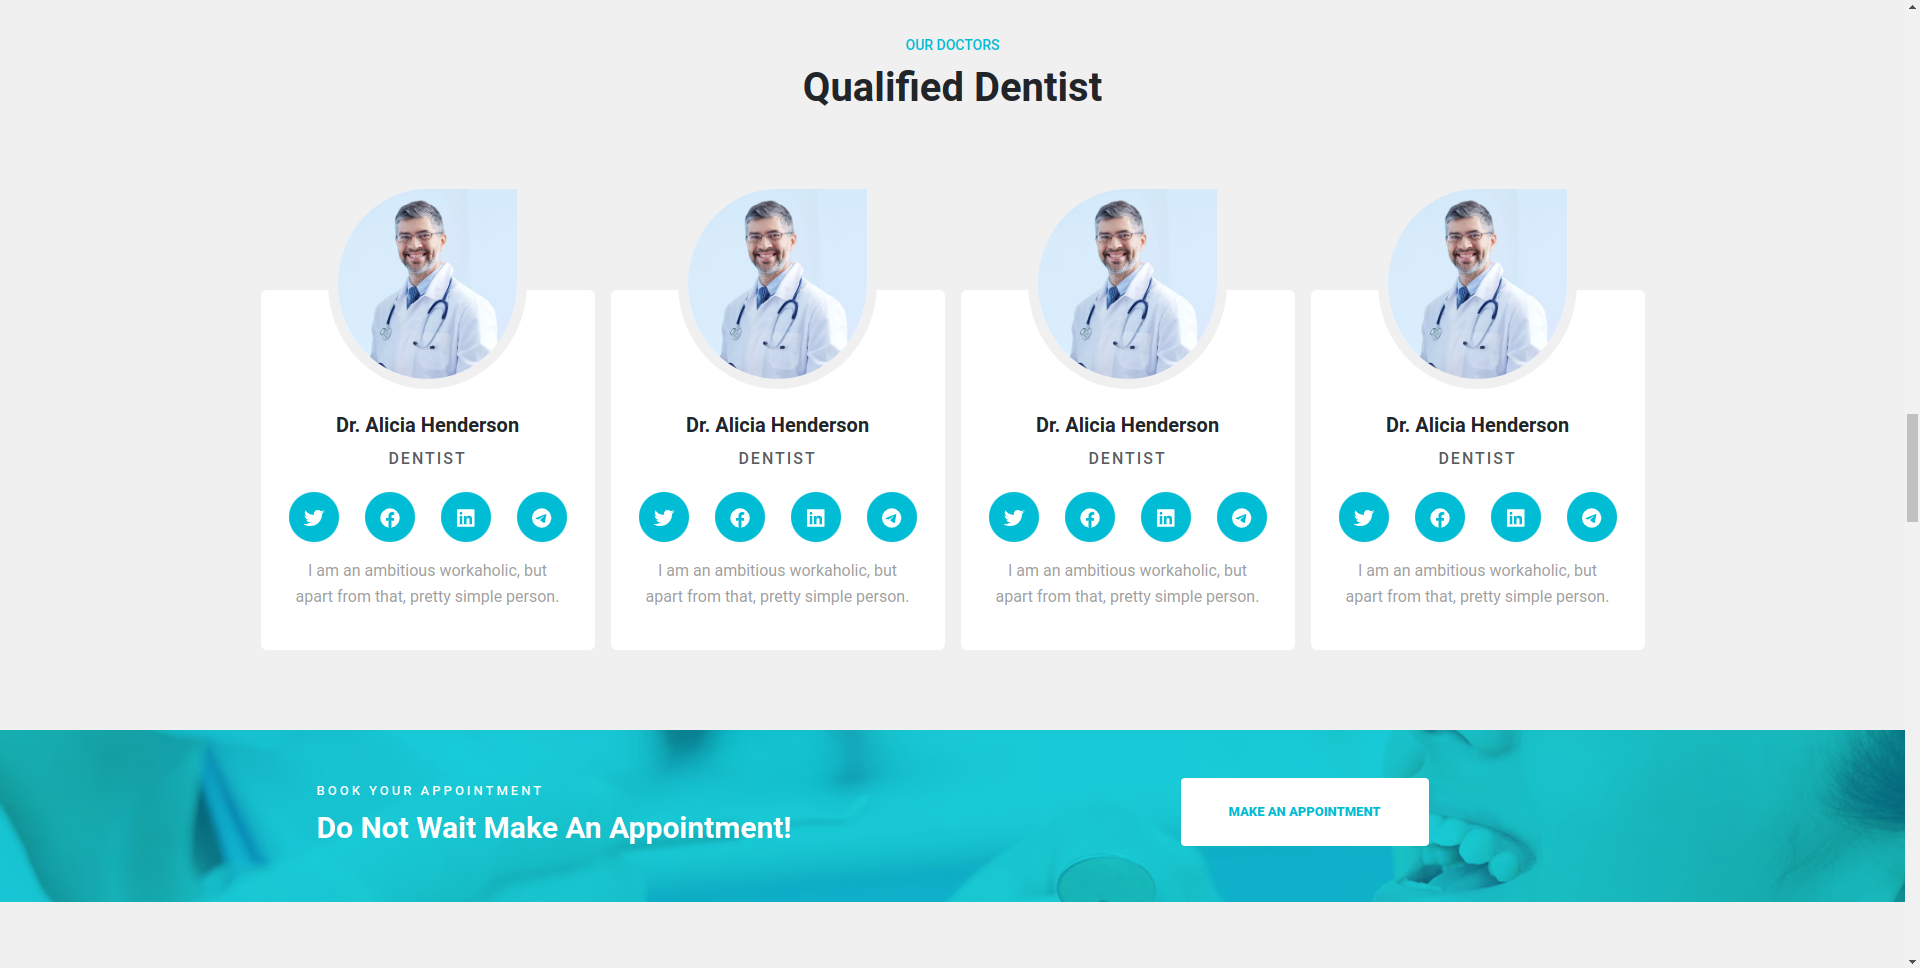 OUR DOCTORS
Qualified Dentist
Dr. Alicia Henderson
DENTIST
I am an ambitious workaholic, but
apart from that, pretty simple person.
Dr. Alicia Henderson
DENTIST
I am an ambitious workaholic, but
apart from that, pretty simple person.
Dr. Alicia Henderson
DENTIST
I am an ambitious workaholic, but
apart from that, pretty simple person.
Dr. Alicia Henderson
DENTIST
I am an ambitious workaholic, but
apart from that, pretty simple person.
BOOK YOUR APPOINTMENT
Do Not Wait Make An Appointment!
MAKE AN APPOINTMENT